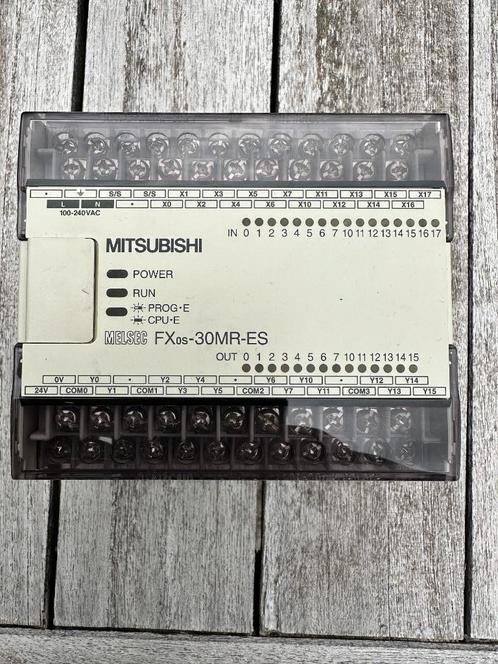 ⏚ S/S S/S X1 X3 X5 X7 X11 X13 X15 X17
L N • X0 X2 X4 X6 X10 X12 X14 X16
100-240VAC
IN 0 1 2 3 4 5 6 7 10 11 12 13 14 15 16 17
MITSUBISHI
POWER
RUN
PROG•E
CPU•E
MELSEC FX0S-30MR-ES
OUT 0 1 2 3 4 5 6 7 10 11 12 13 14 15
0V Y0 • Y2 Y4 • Y6 Y10 • Y12 Y14
24V COM0 Y1 COM1 Y3 Y5 COM2 Y7 Y11 COM3 Y13 Y15